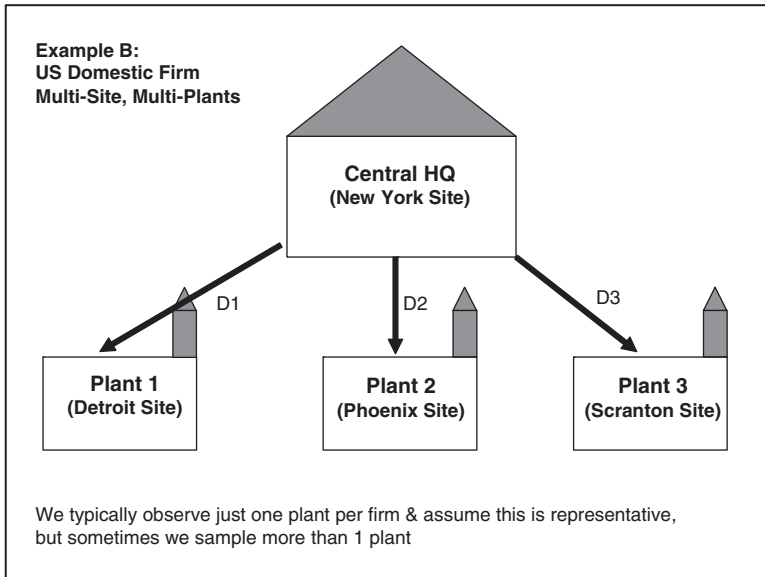 Example B:
US Domestic Firm
Multi-Site, Multi-Plants
Central HQ
(New York Site)
D1
D2
D3
Plant 1
(Detroit Site)
Plant 2
(Phoenix Site)
Plant 3
(Scranton Site)
We typically observe just one plant per firm & assume this is representative,
but sometimes we sample more than 1 plant